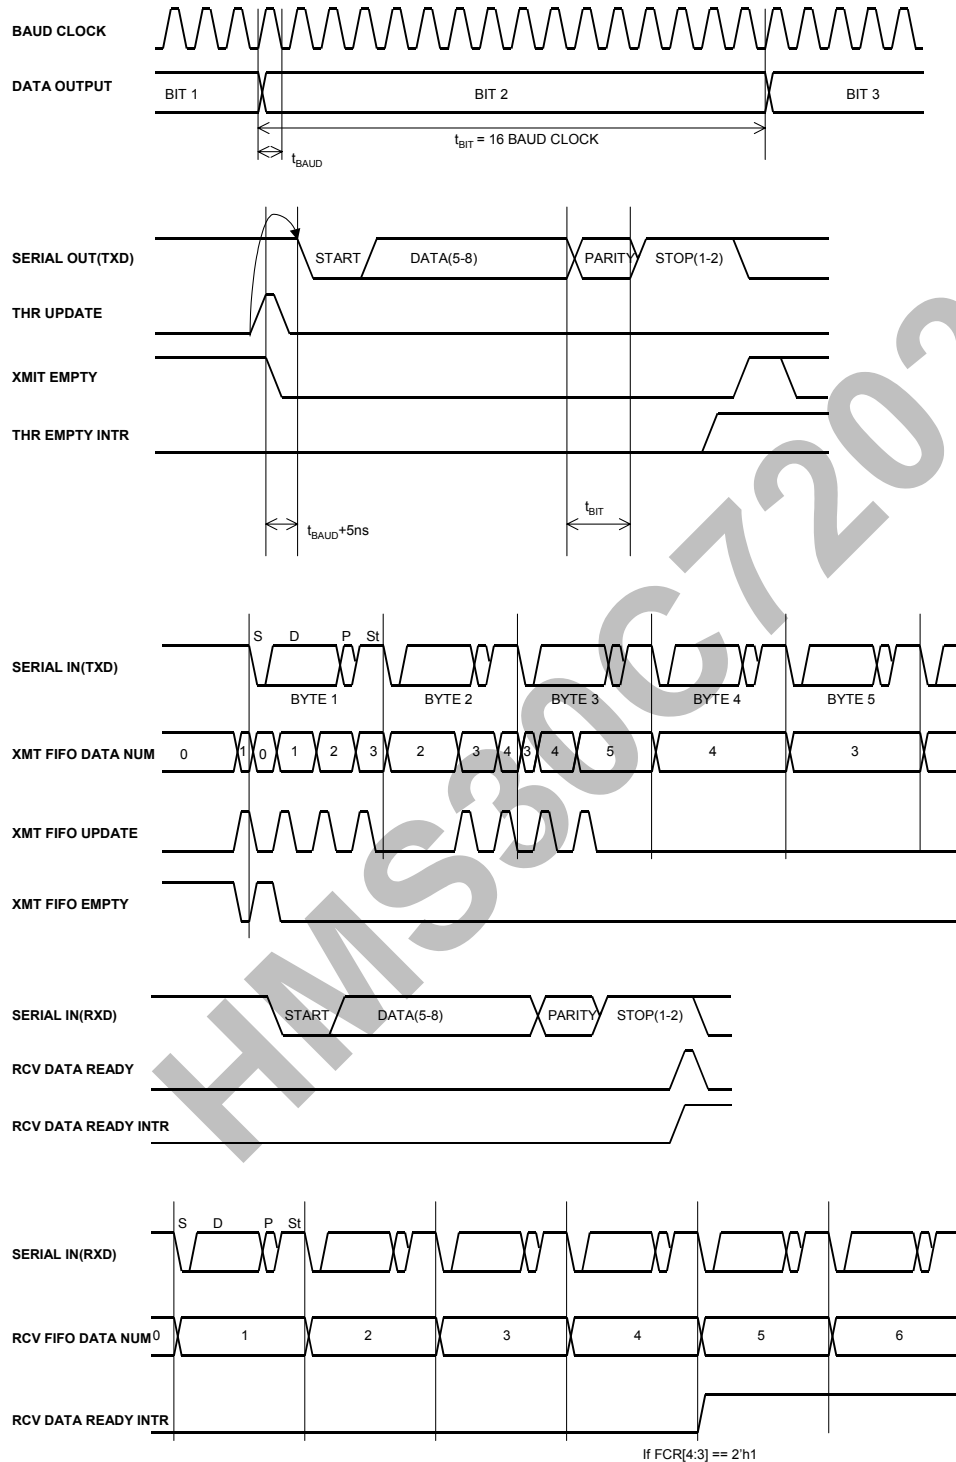 BAUD CLOCK
DATA OUTPUT
BIT 1 BIT 2 BIT 3
tBIT = 16 BAUD CLOCK
tBAUD
SERIAL OUT(TXD) START DATA(5-8) PARITY STOP(1-2)
THR UPDATE
XMIT EMPTY
THR EMPTY INTR
tBIT
tBAUD+5ns
S D P St
SERIAL IN(TXD)
BYTE 1 BYTE 2 BYTE 3 BYTE 4 BYTE 5
XMT FIFO DATA NUM 0 1 0 1 2 3 2 3 4 3 4 5 4 3
XMT FIFO UPDATE
XMT FIFO EMPTY
SERIAL IN(RXD) START DATA(5-8) PARITY STOP(1-2)
RCV DATA READY
RCV DATA READY INTR
S D P St
SERIAL IN(RXD)
RCV FIFO DATA NUM 0 1 2 3 4 5 6
RCV DATA READY INTR
If FCR[4:3] == 2'h1
HMS30C7202